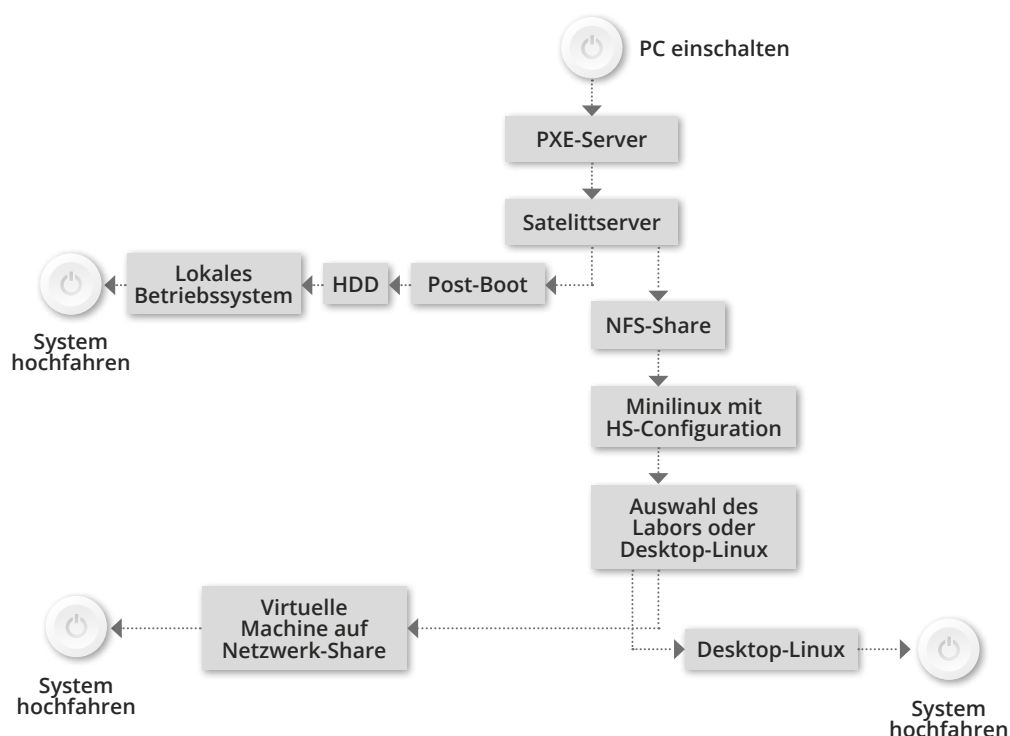 PC einschalten
PXE-Server
Satelittserver
Lokales
Betriebssystem
HDD
Post-Boot
System
hochfahren
NFS-Share
Minilinux mit
HS-Configuration
Auswahl des
Labors oder
Desktop-Linux
Virtuelle
Machine auf
Netzwerk-Share
System
hochfahren
Desktop-Linux
System
hochfahren